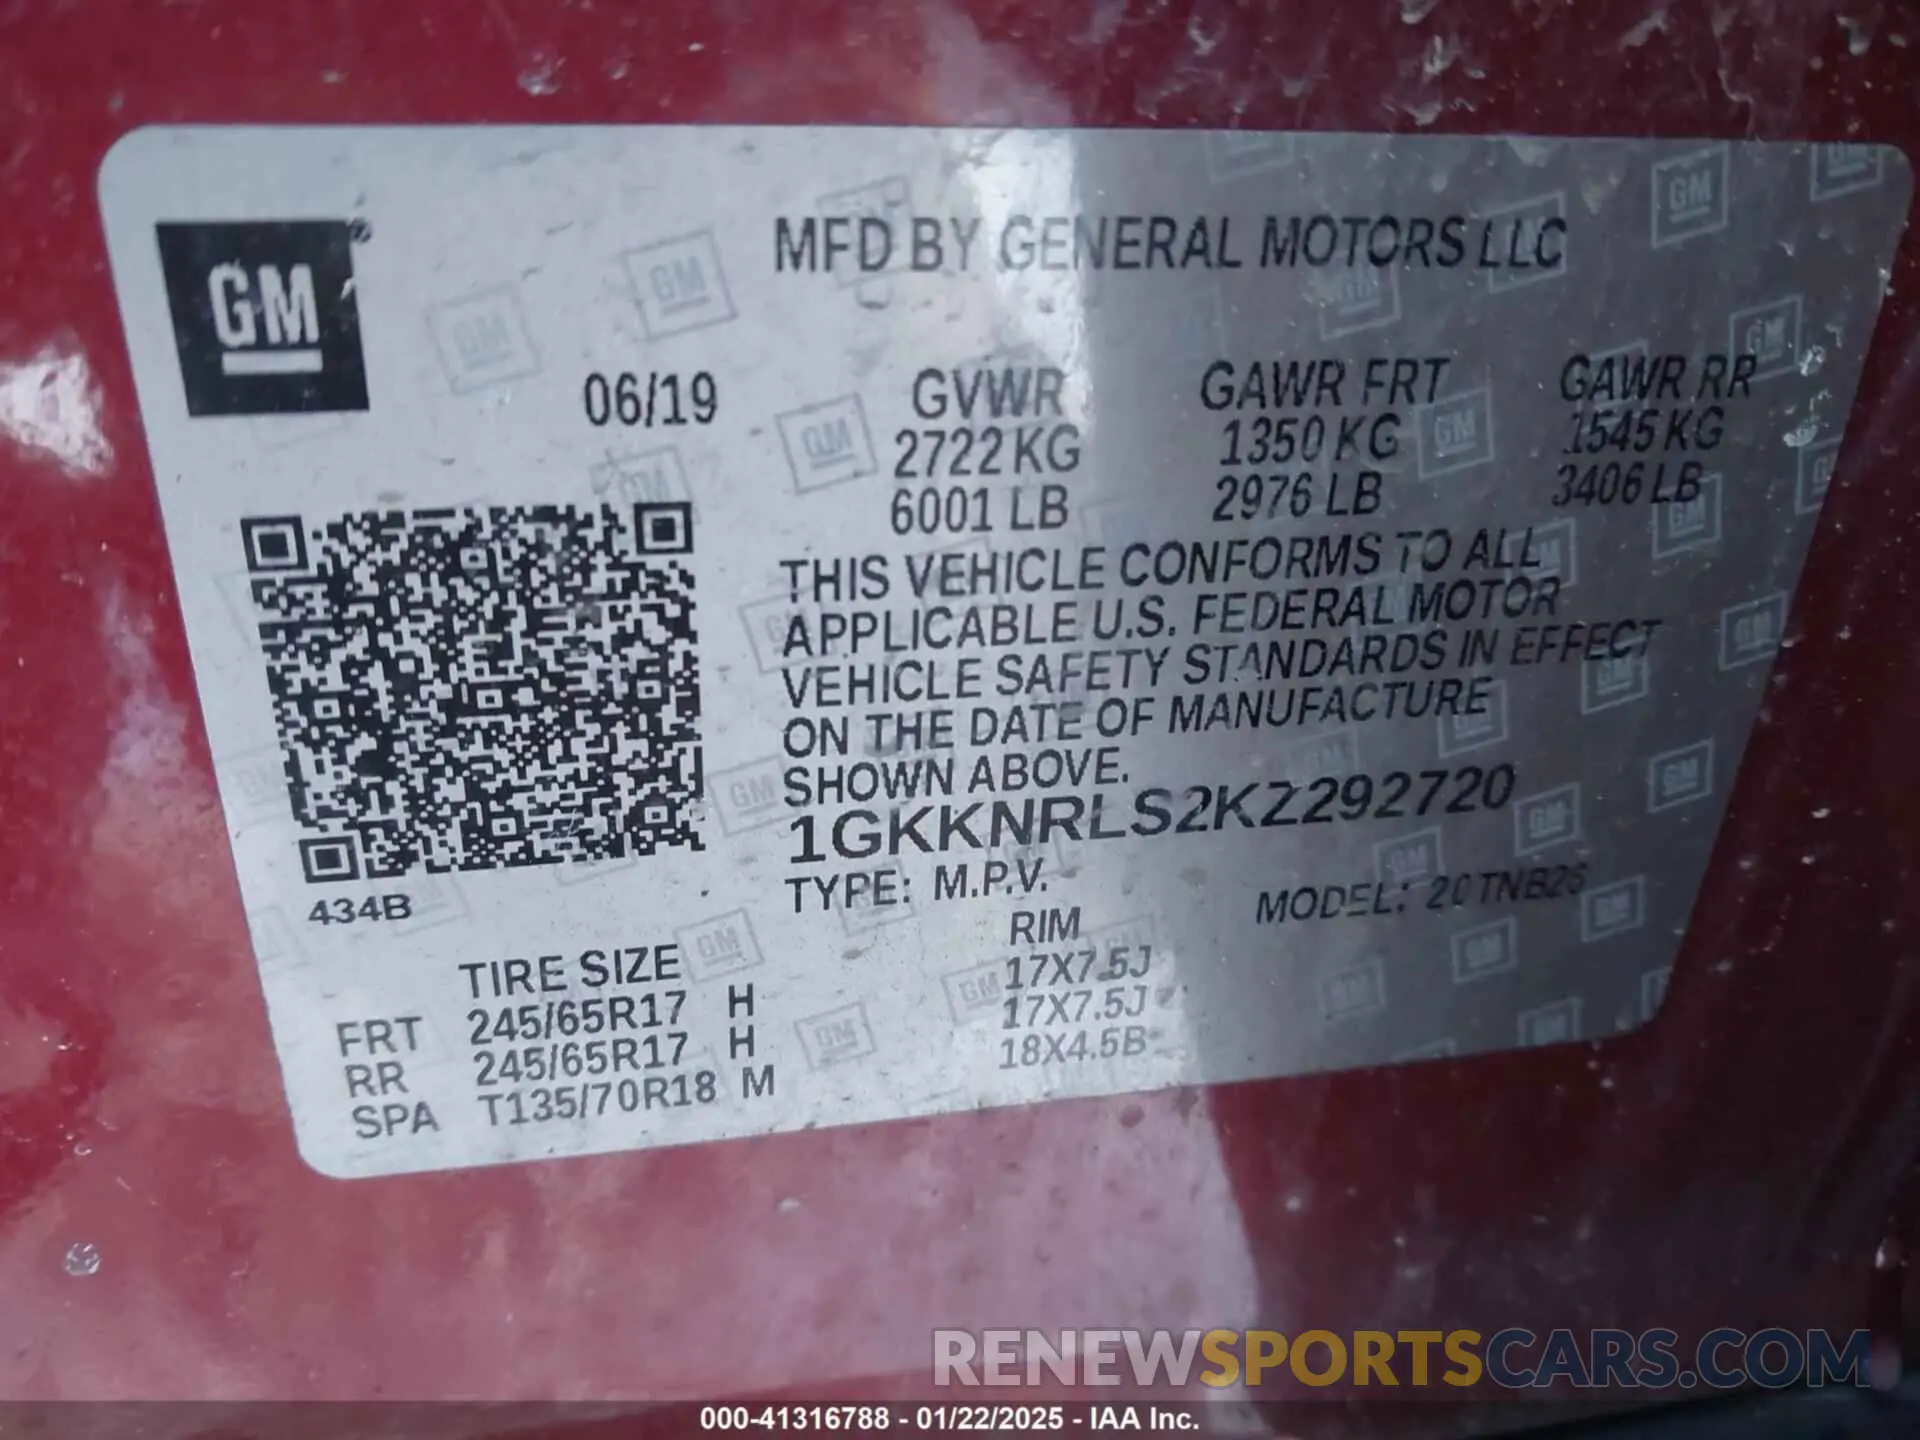 GM®
MFD BY GENERAL MOTORS LLC
06/19 GVWR GAWR FRT GAWR RR
2722 KG 1350 KG 1545 KG
6001 LB 2976 LB 3406 LB
THIS VEHICLE CONFORMS TO ALL
APPLICABLE U.S. FEDERAL MOTOR
VEHICLE SAFETY STANDARDS IN EFFECT
ON THE DATE OF MANUFACTURE
SHOWN ABOVE.
1GKKNRLS2KZ292720
434B
TYPE: M.P.V. MODEL:
TIRE SIZE RIM
FRT 245/65R17 H 17X7.5J
RR 245/65R17 H 17X7.5J
SPA T135/70R18 M 18X4.5B
RENEWSPORTSCARS.COM
000-41316788 - 01/22/2025 - IAA Inc.